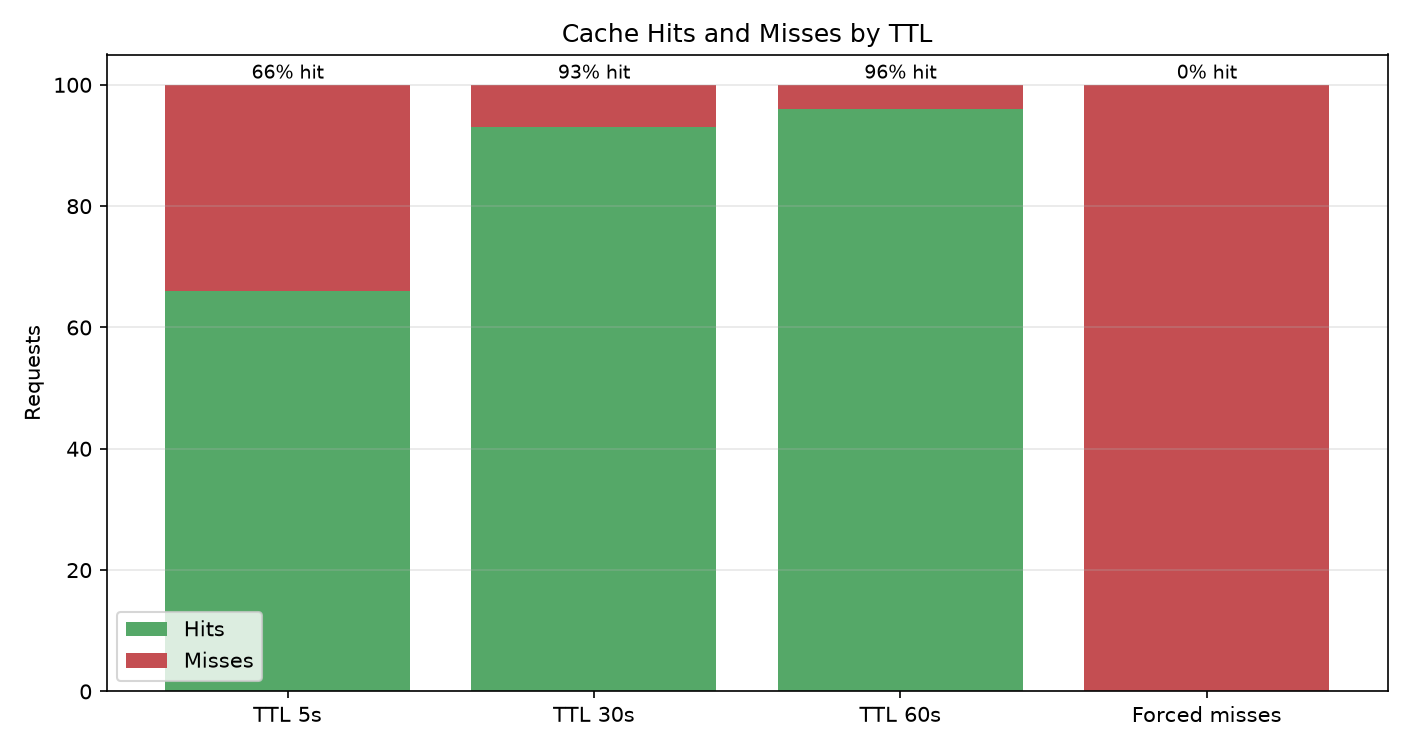 Cache Hits and Misses by TTL
66% hit
93% hit
96% hit
0% hit
100
80
60
40
20
0
Requests
Hits
Misses
TTL 5s
TTL 30s
TTL 60s
Forced misses